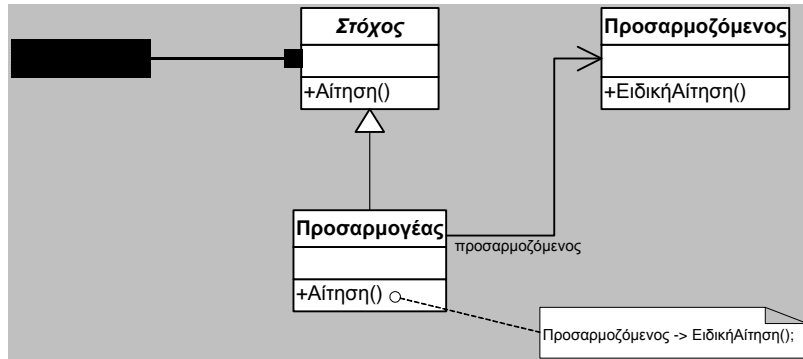 Στόχος
+Αίτηση()
Προσαρμοζόμενος
+ΕιδικήΑίτηση()
Προσαρμογέας
+Αίτηση()
προσαρμοζόμενος
Προσαρμοζόμενος -> ΕιδικήΑίτηση();